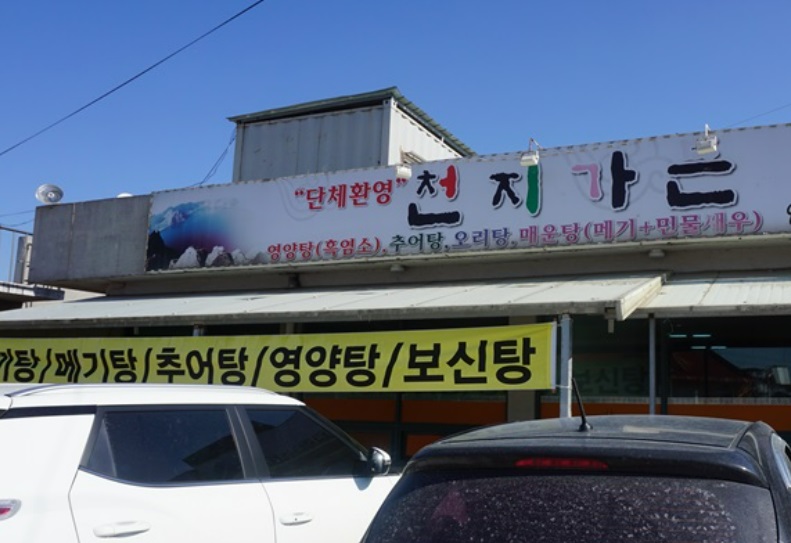 "단체환영" 천지가든
영양탕(흑염소),추어탕,오리탕,매운탕(메기+민물새우)
/메기탕/추어탕/영양탕/보신탕